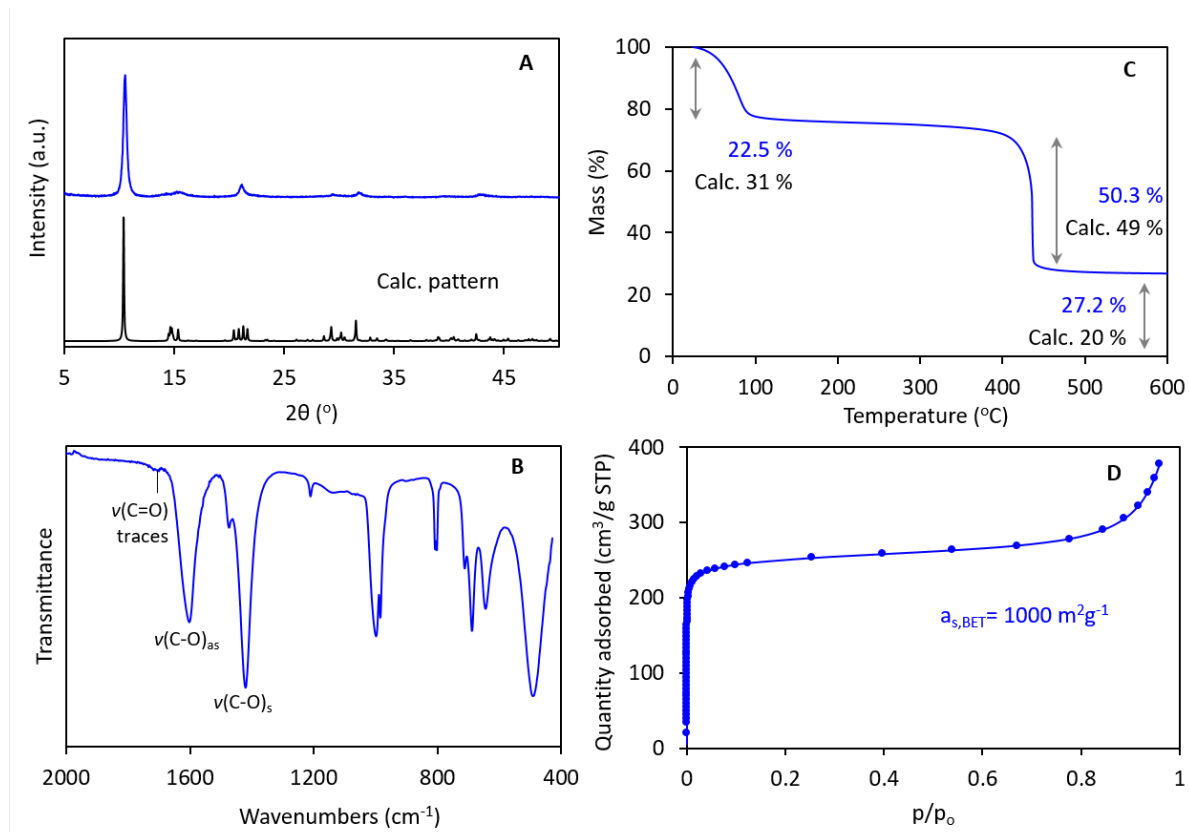 A
Intensity (a.u.)
Calc. pattern
5
15
25
35
45
2θ (°)
C
Mass (%)
100
80
60
40
20
0
22.5 %
Calc. 31 %
50.3 %
Calc. 49 %
27.2 %
Calc. 20 %
0
100
200
300
400
500
600
Temperature (°C)
B
Transmittance
ν(C=O)
traces
ν(C-O)as
ν(C-O)s
2000
1600
1200
800
400
Wavenumbers (cm-1)
D
Quantity adsorbed (cm3/g STP)
400
300
200
100
0
as,BET= 1000 m2g-1
0
0.2
0.4
0.6
0.8
1
p/po